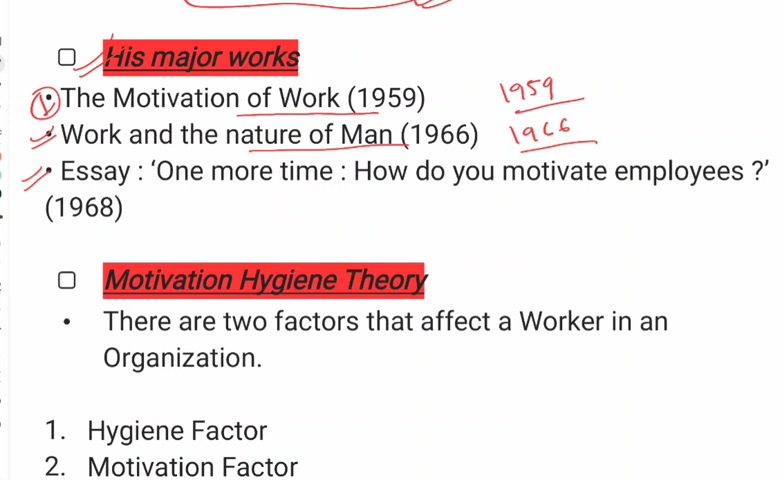 His major works
1. • The Motivation of Work (1959) 1959
• Work and the nature of Man (1966) 1966
• Essay : ‘One more time : How do you motivate employees ?’
(1968)
Motivation Hygiene Theory
• There are two factors that affect a Worker in an
Organization.
1. Hygiene Factor
2. Motivation Factor